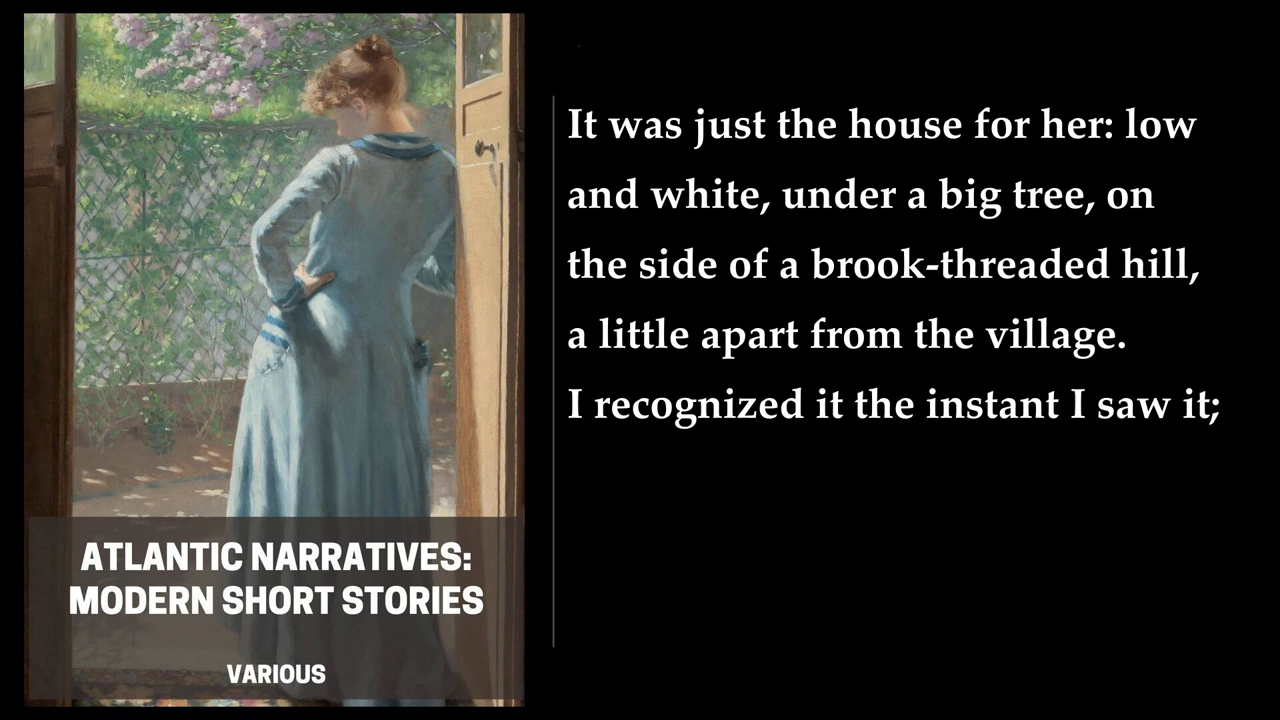 ATLANTIC NARRATIVES:
MODERN SHORT STORIES
VARIOUS
It was just the house for her: low
and white, under a big tree, on
the side of a brook-threaded hill,
a little apart from the village.
I recognized it the instant I saw it;